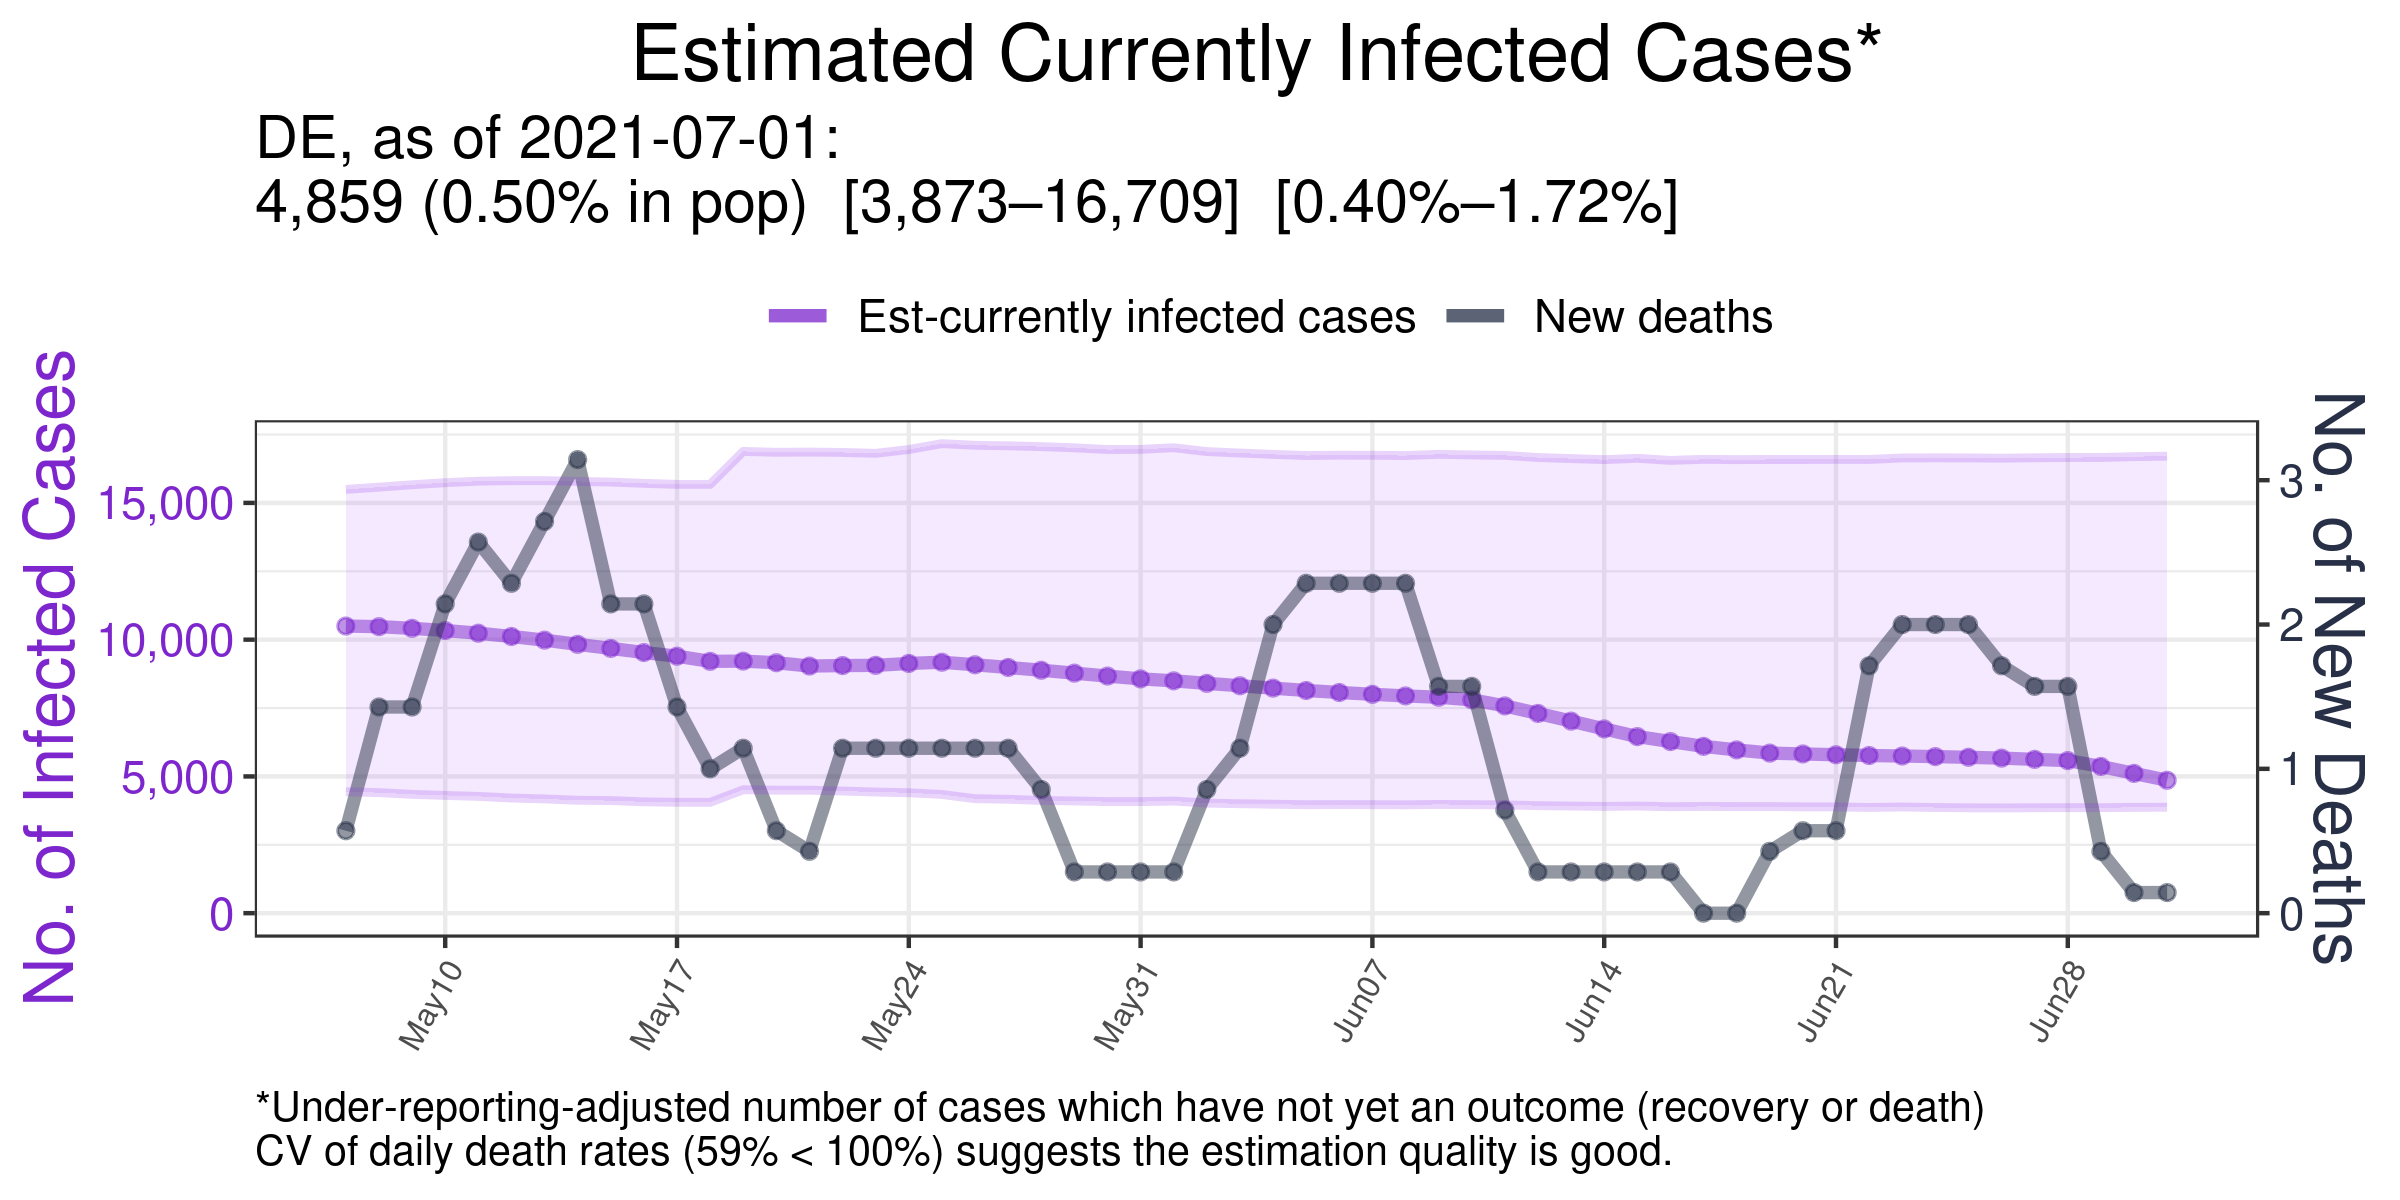 Estimated Currently Infected Cases*
DE, as of 2021-07-01:
4,859 (0.50% in pop)  [3,873–16,709]  [0.40%–1.72%]
Est-currently infected cases
New deaths
No. of Infected Cases
15,000
10,000
5,000
0
3
2
1
0
No. of New Deaths
May10
May17
May24
May31
Jun07
Jun14
Jun21
Jun28
*Under-reporting-adjusted number of cases which have not yet an outcome (recovery or death)
CV of daily death rates (59% < 100%) suggests the estimation quality is good.